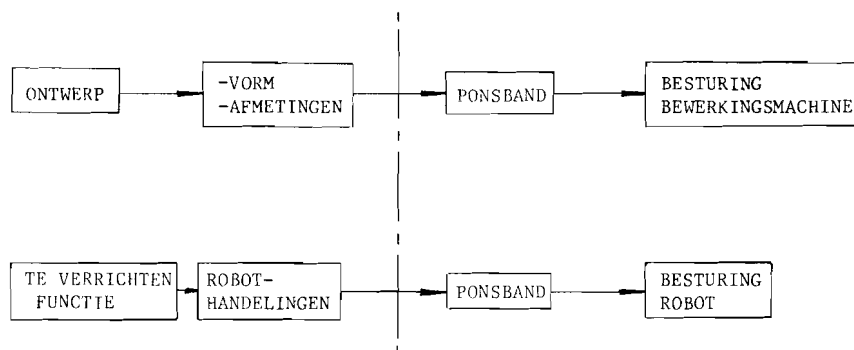 ONTWERP
-VORM
-AFMETINGEN
PONSBAND
BESTURING
BEWERKINGSMACHINE
TE VERRICHTEN
FUNCTIE
ROBOT-
HANDELINGEN
PONSBAND
BESTURING
ROBOT